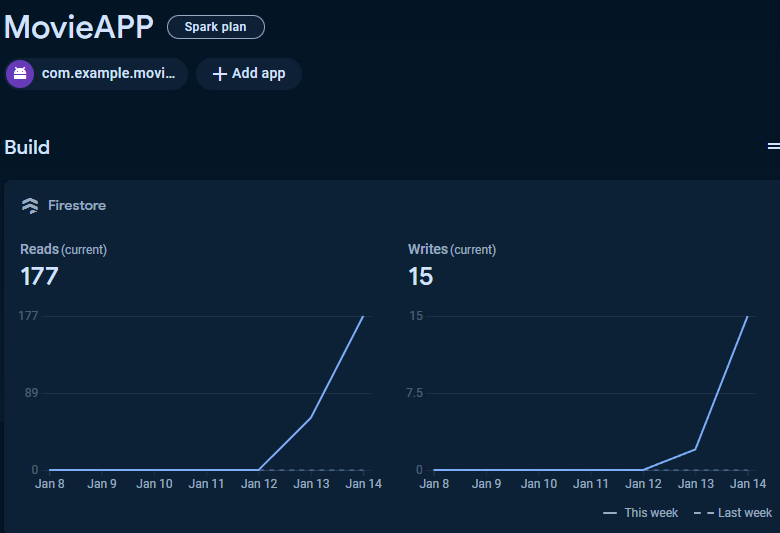 MovieAPP Spark plan
com.example.movi... + Add app
Build
Firestore
Reads (current) Writes (current)
177 15
177 15
89 7.5
0 0
Jan 8 Jan 9 Jan 10 Jan 11 Jan 12 Jan 13 Jan 14 Jan 8 Jan 9 Jan 10 Jan 11 Jan 12 Jan 13 Jan 14
This week Last week